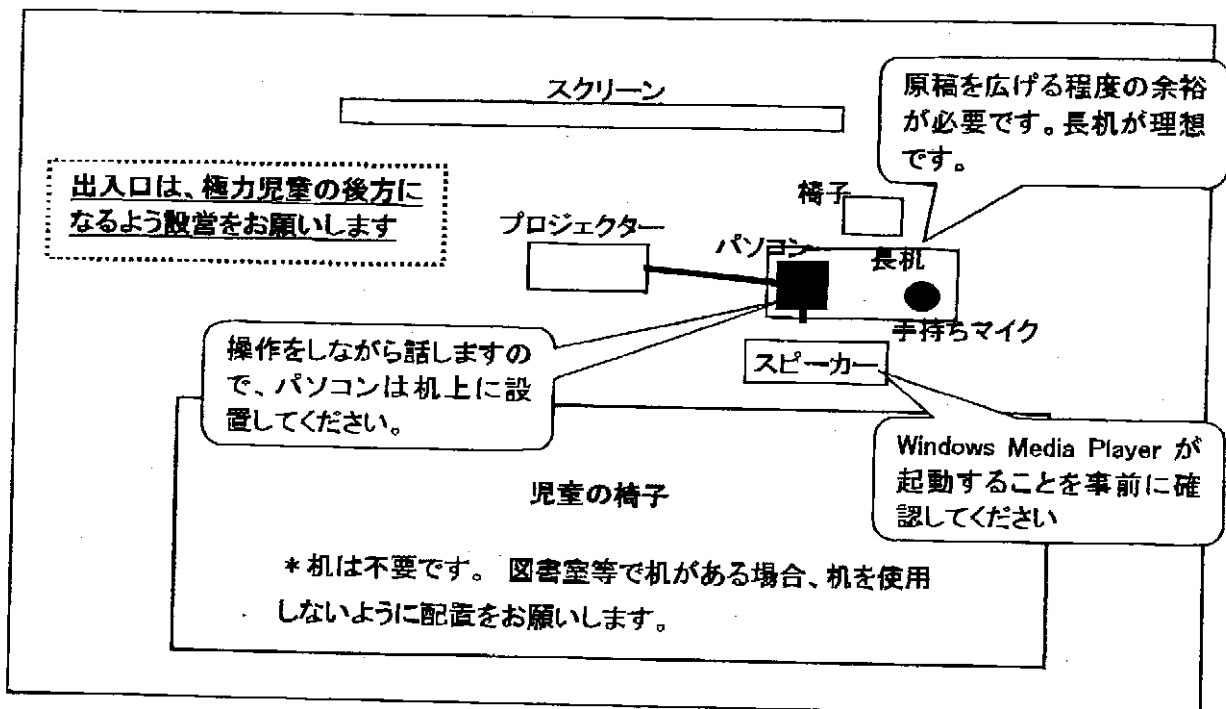 スクリーン
原稿を広げる程度の余裕
が必要です。長机が理想
です。
出入口は、極力児童の後方に
なるよう設営をお願いします
椅子
プロジェクター
パソコン
長机
手持ちマイク
操作をしながら話しますの
で、パソコンは机上に設
置してください。
スピーカー
Windows Media Player が
起動することを事前に確
認してください
児童の椅子
*机は不要です。 図書室等で机がある場合、机を使用
しないように配置をお願いします。